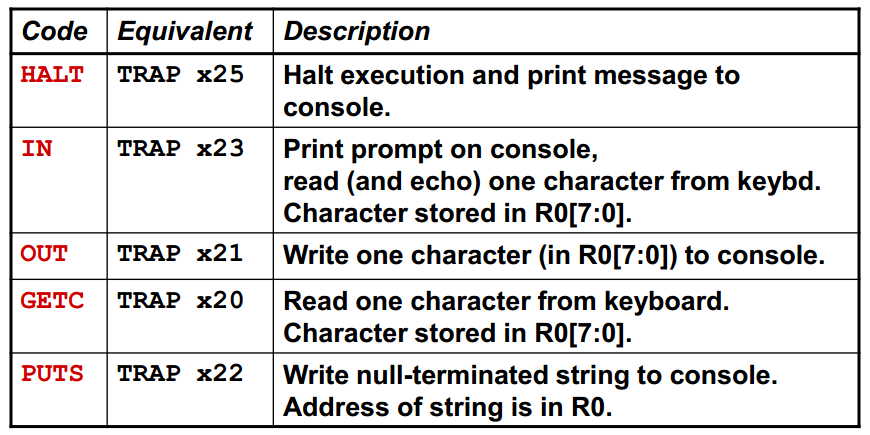 Code Equivalent Description
HALT TRAP x25 Halt execution and print message to
console.
IN TRAP x23 Print prompt on console,
read (and echo) one character from keybd.
Character stored in R0[7:0].
OUT TRAP x21 Write one character (in R0[7:0]) to console.
GETC TRAP x20 Read one character from keyboard.
Character stored in R0[7:0].
PUTS TRAP x22 Write null-terminated string to console.
Address of string is in R0.